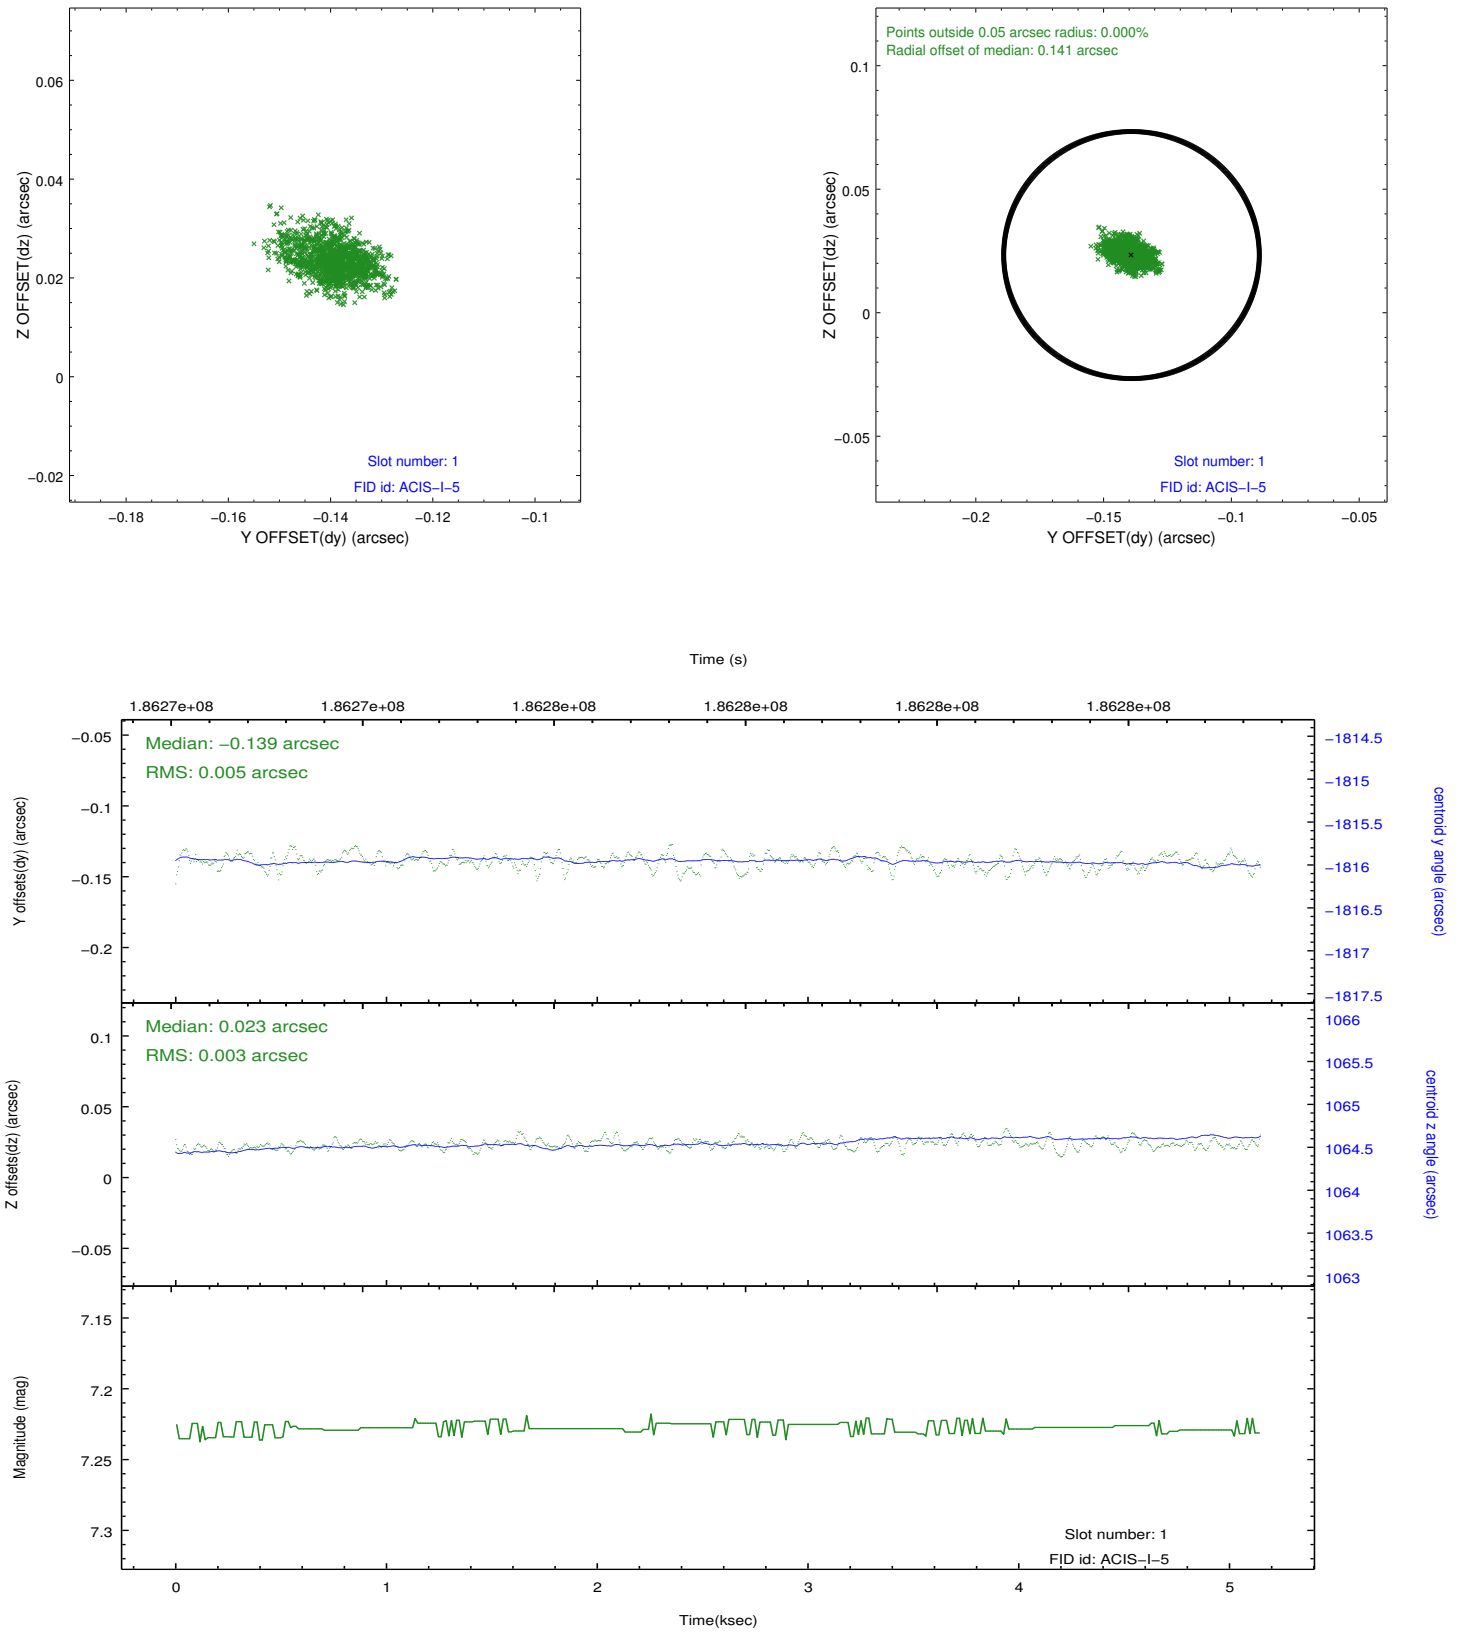 0.06
0.04
0.02
0
−0.02
Z OFFSET(dz) (arcsec)
Slot number: 1
FID id: ACIS−I−5
−0.18
−0.16
−0.14
−0.12
−0.1
Y OFFSET(dy) (arcsec)
Points outside 0.05 arcsec radius: 0.000%
Radial offset of median: 0.141 arcsec
0.1
0.05
0
−0.05
Z OFFSET(dz) (arcsec)
Slot number: 1
FID id: ACIS−I−5
−0.2
−0.15
−0.1
−0.05
Y OFFSET(dy) (arcsec)
Time (s)
1.8627e+08
1.8627e+08
1.8628e+08
1.8628e+08
1.8628e+08
1.8628e+08
Median: −0.139 arcsec
RMS: 0.005 arcsec
−0.05
−0.1
−0.15
−0.2
Y offsets(dy) (arcsec)
−1814.5
−1815
−1815.5
−1816
−1816.5
−1817
−1817.5
centroid y angle (arcsec)
Median: 0.023 arcsec
RMS: 0.003 arcsec
0.1
0.05
0
−0.05
Z offsets(dz) (arcsec)
1066
1065.5
1065
1064.5
1064
1063.5
1063
centroid z angle (arcsec)
7.15
7.2
7.25
7.3
Magnitude (mag)
Slot number: 1
FID id: ACIS−I−5
0
1
2
3
4
5
Time(ksec)